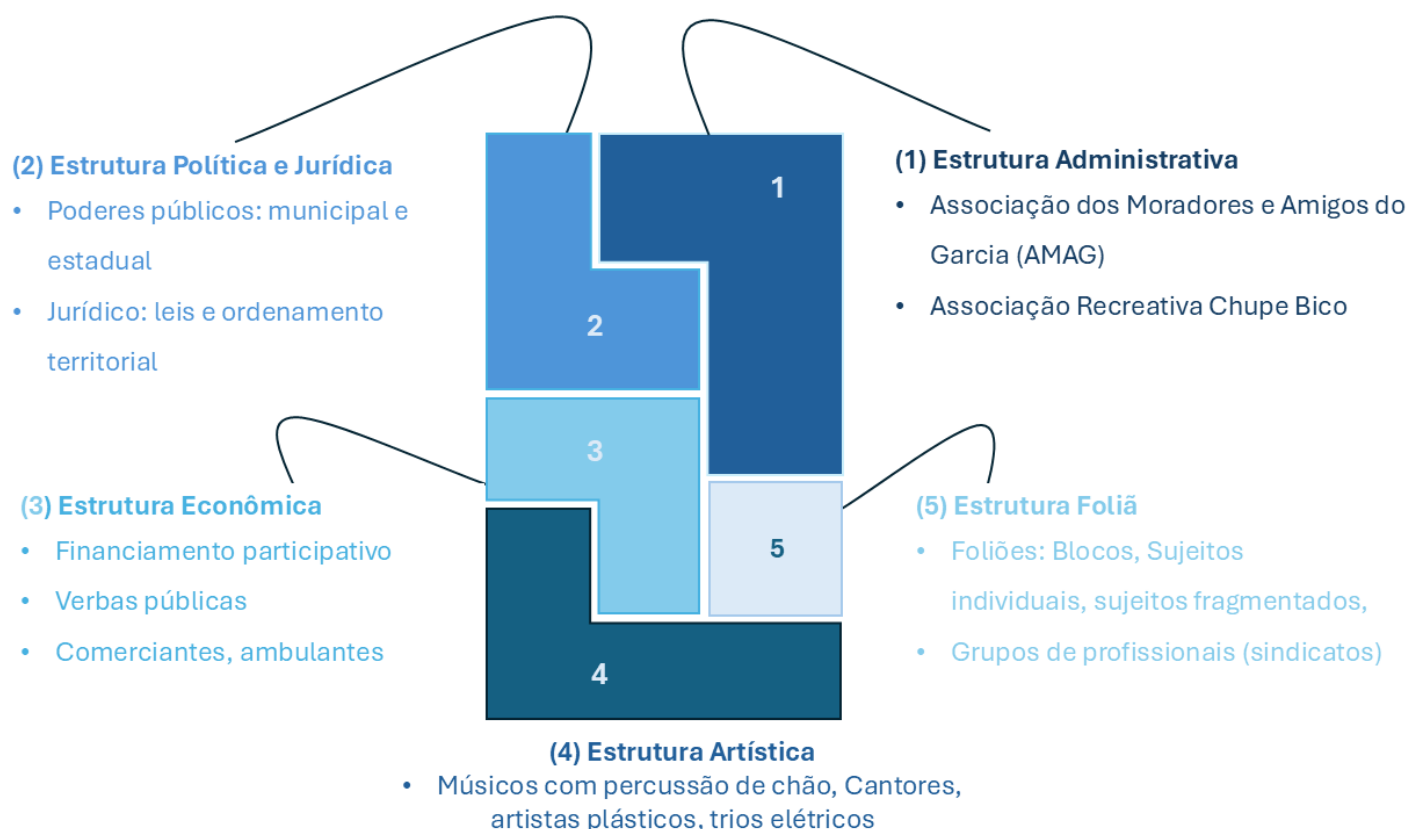 (2) Estrutura Política e Jurídica
• Poderes públicos: municipal e
estadual
• Jurídico: leis e ordenamento
territorial
(1) Estrutura Administrativa
• Associação dos Moradores e Amigos do
Garcia (AMAG)
• Associação Recreativa Chupe Bico
1
2
3
4
5
(3) Estrutura Econômica
• Financiamento participativo
• Verbas públicas
• Comerciantes, ambulantes
(5) Estrutura Foliã
• Foliões: Blocos, Sujeitos
individuais, sujeitos fragmentados,
• Grupos de profissionais (sindicatos)
(4) Estrutura Artística
• Músicos com percussão de chão, Cantores,
artistas plásticos, trios elétricos